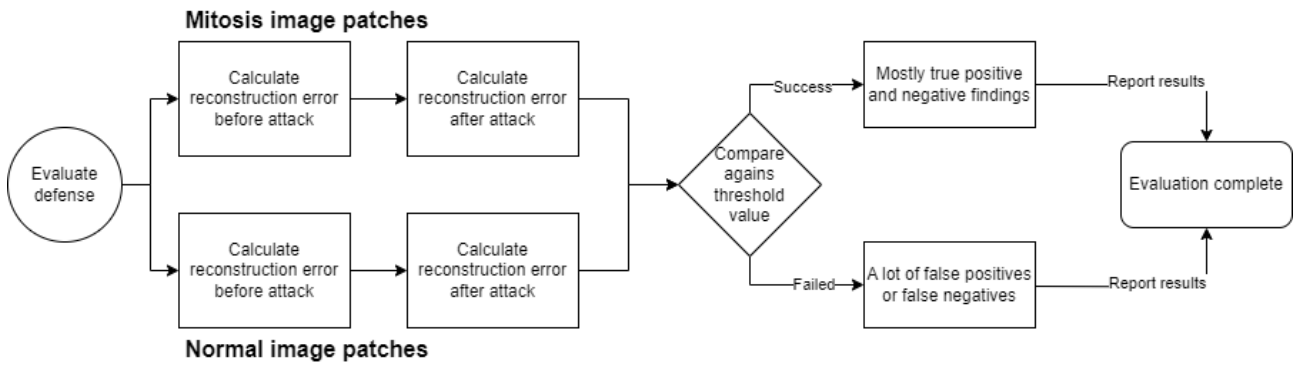 Mitosis image patches
Evaluate
defense
Calculate
reconstruction error
before attack
Calculate
reconstruction error
after attack
Calculate
reconstruction error
before attack
Calculate
reconstruction error
after attack
Normal image patches
Compare
agains
threshold
value
Success
Mostly true positive
and negative findings
Report results
Failed
A lot of false positives
or false negatives
Report results
Evaluation complete